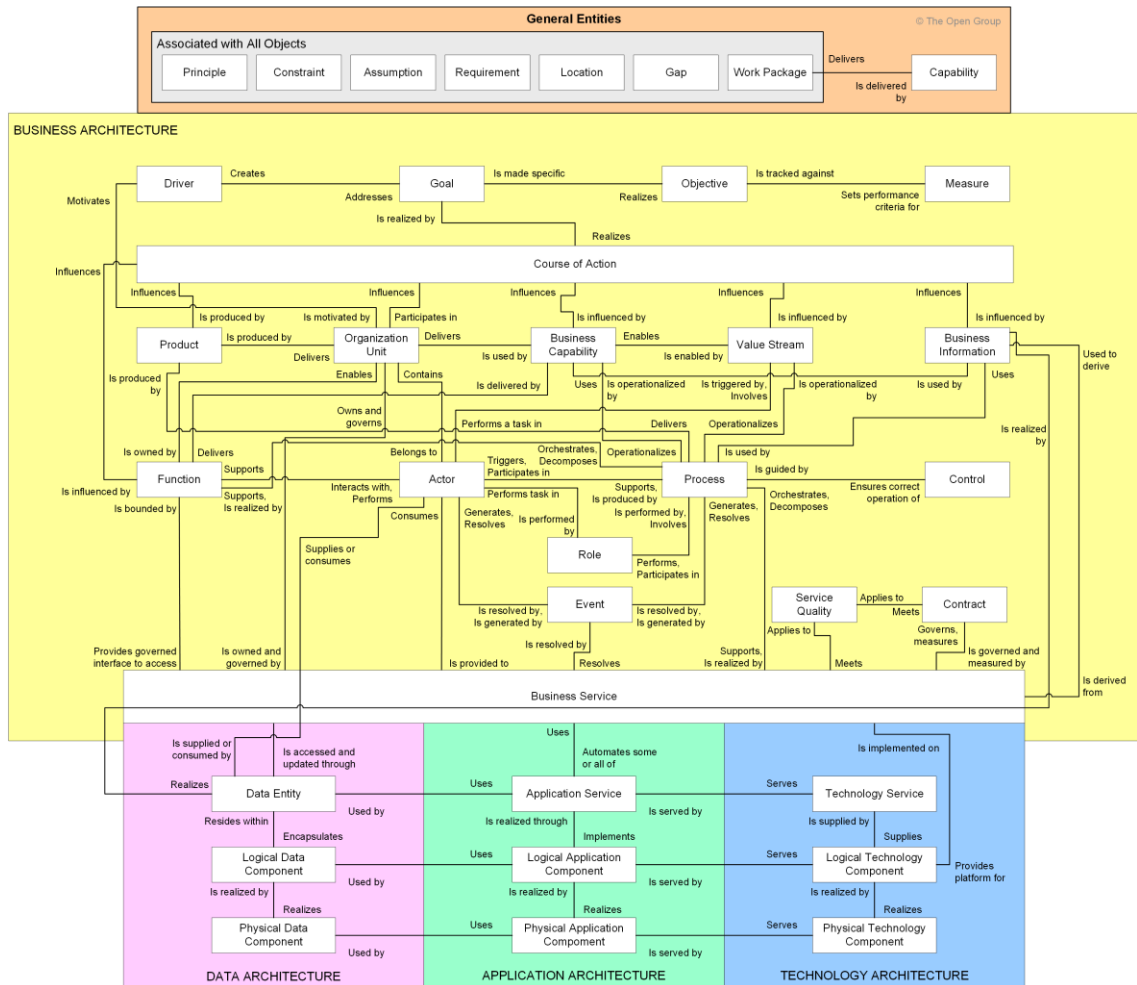 General Entities
© The Open Group
Associated with All Objects
Principle
Constraint
Assumption
Requirement
Location
Gap
Work Package
Delivers
Is delivered
by
Capability
BUSINESS ARCHITECTURE
Driver
Creates
Addresses
Goal
Is made specific
Realizes
Objective
Is tracked against
Sets performance
criteria for
Measure
Motivates
Is realized by
Realizes
Influences
Course of Action
Influences
Influences
Influences
Influences
Influences
Is produced by
Is motivated by
Participates in
Is influenced by
Is influenced by
Is influenced by
Product
Is produced by
Delivers
Organization
Unit
Delivers
Is used by
Business
Capability
Enables
Is enabled by
Value Stream
Business
Information
Used to
derive
Is produced
by
Enables
Contains
Is delivered by
Uses
Is operationalized
by
Is triggered by,
Involves
Is operationalized
by
Is used by
Uses
Owns and
governs
Performs a task in
Delivers
Operationalizes
Is realized
by
Is owned by
Delivers
Belongs to
Orchestrates,
Decomposes
Operationalizes
Is used by
Is influenced by
Function
Supports
Supports,
Is realized by
Interacts with,
Performs
Actor
Triggers,
Participates in
Performs task in
Supports,
Is produced by
Process
Is guided by
Ensures correct
operation of
Control
Is bounded by
Consumes
Generates,
Resolves
Is performed
by
Is performed by,
Involves
Generates,
Resolves
Orchestrates,
Decomposes
Supplies or
consumes
Role
Performs,
Participates in
Is resolved by,
Is generated by
Event
Is resolved by,
Is generated by
Service
Quality
Applies to
Meets
Contract
Provides governed
interface to access
Is owned and
governed by
Is provided to
Is resolved by
Resolves
Supports,
Is realized by
Applies to
Meets
Governs,
measures
Is governed and
measured by
Is derived
from
Business Service
Is supplied or
consumed by
Is accessed and
updated through
Uses
Automates some
or all of
Is implemented on
Realizes
Data Entity
Used by
Uses
Application Service
Serves
Is served by
Technology Service
Resides within
Encapsulates
Is realized through
Implements
Is supplied by
Supplies
Logical Data
Component
Used by
Uses
Logical Application
Component
Serves
Is served by
Logical Technology
Component
Provides
platform for
Is realized by
Realizes
Is realized by
Realizes
Is realized by
Realizes
Physical Data
Component
Used by
Uses
Physical Application
Component
Serves
Is served by
Physical Technology
Component
DATA ARCHITECTURE
APPLICATION ARCHITECTURE
TECHNOLOGY ARCHITECTURE